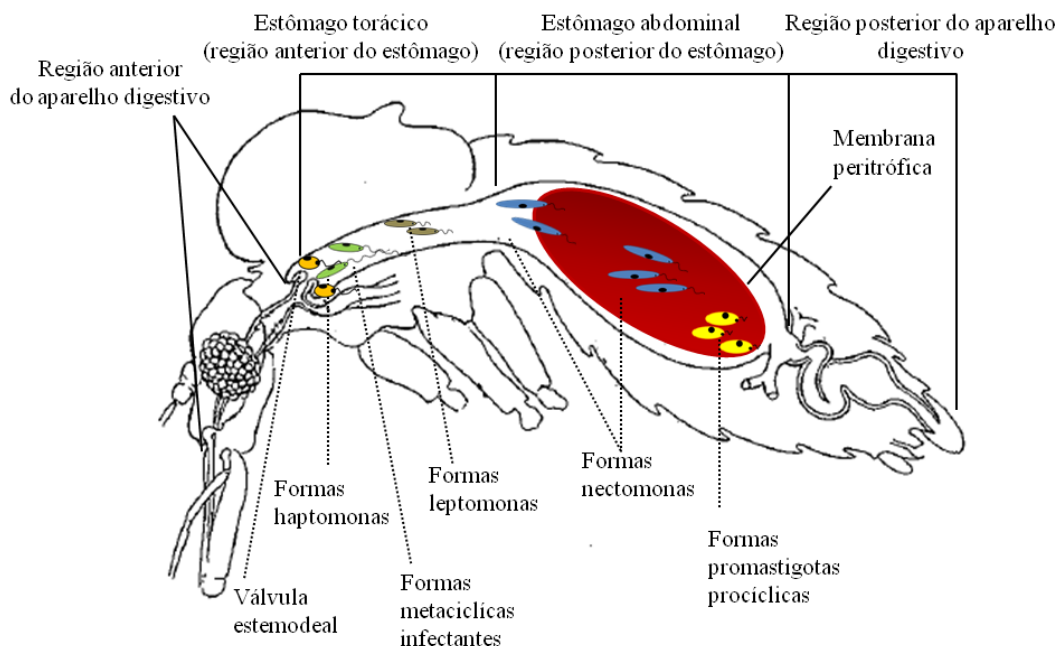 Estômago torácico
(região anterior do estômago)
Estômago abdominal
(região posterior do estômago)
Região posterior do aparelho
digestivo
Região anterior
do aparelho digestivo
Membrana
peritrófica
Formas
haptomonas
Formas
leptomonas
Formas
nectomonas
Formas
promastigotas
procíclicas
Válvula
estemodeal
Formas
metaciclícas
infectantes